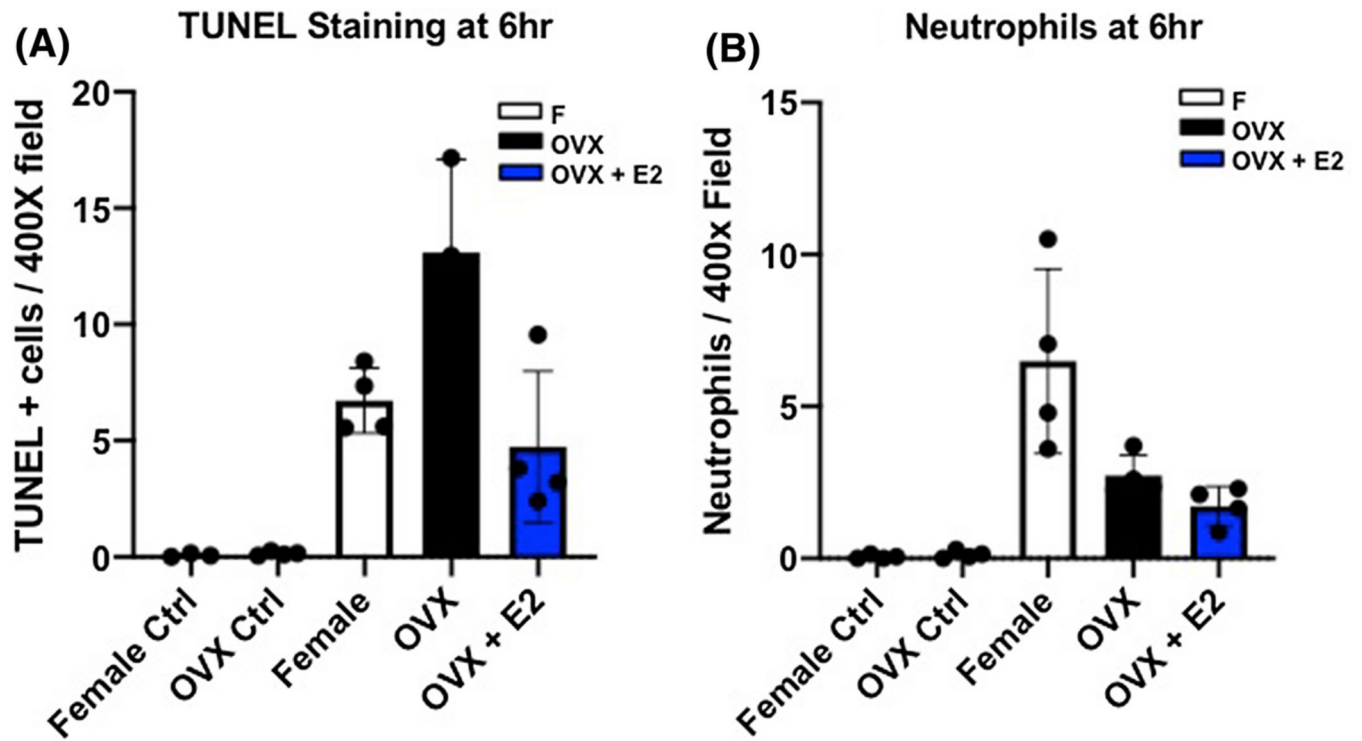 (A)
TUNEL Staining at 6hr
TUNEL + cells / 400X field
20
15
10
5
0
F
OVX
OVX + E2
Female Ctrl
OVX Ctrl
Female
OVX
OVX + E2
(B)
Neutrophils at 6hr
Neutrophils / 400x Field
15
10
5
0
F
OVX
OVX + E2
Female Ctrl
OVX Ctrl
Female
OVX
OVX + E2